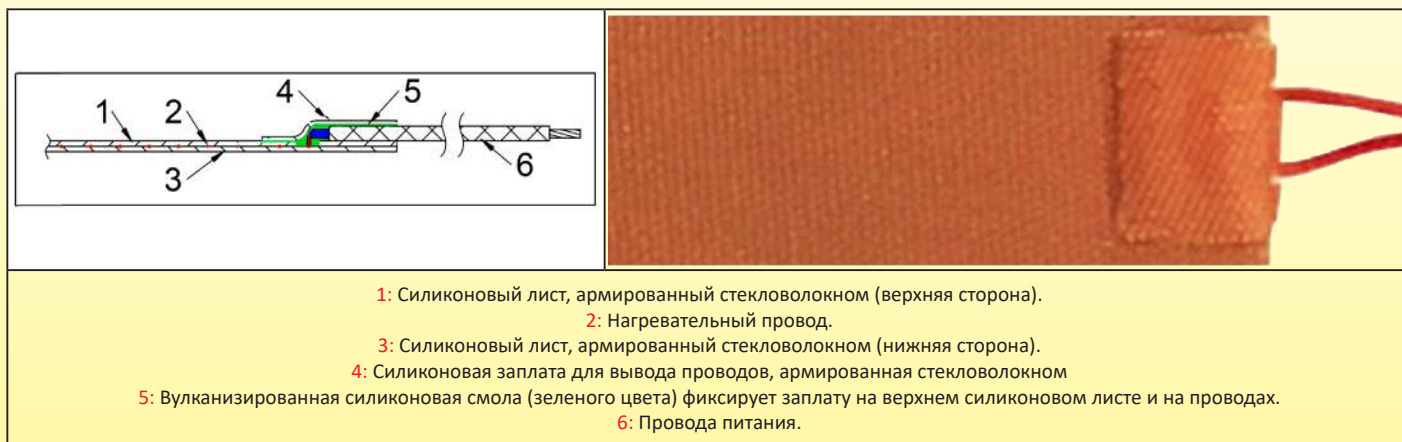 4 5
1 2
6
3
1: Силиконовый лист, армированный стекловолокном (верхняя сторона).
2: Нагревательный провод.
3: Силиконовый лист, армированный стекловолокном (нижняя сторона).
4: Силиконовая заплата для вывода проводов, армированная стекловолокном
5: Вулканизированная силиконовая смола (зеленого цвета) фиксирует заплату на верхнем силиконовом листе и на проводах.
6: Провода питания.